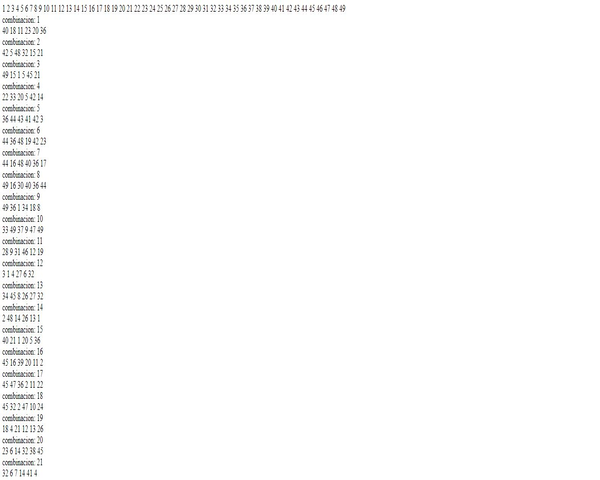 1 2 3 4 5 6 7 8 9 10 11 12 13 14 15 16 17 18 19 20 21 22 23 24 25 26 27 28 29 30 31 32 33 34 35 36 37 38 39 40 41 42 43 44 45 46 47 48 49
combinacion: 1
40 18 11 23 20 36
combinacion: 2
42 5 48 32 15 21
combinacion: 3
49 15 1 5 45 21
combinacion: 4
22 33 20 5 42 14
combinacion: 5
36 44 43 41 42 3
combinacion: 6
44 36 48 19 42 23
combinacion: 7
44 16 48 40 36 17
combinacion: 8
49 16 30 40 36 44
combinacion: 9
49 36 1 34 18 8
combinacion: 10
33 49 37 9 47 49
combinacion: 11
28 9 31 46 12 19
combinacion: 12
3 1 4 27 6 32
combinacion: 13
34 45 8 26 27 32
combinacion: 14
2 48 14 26 13 1
combinacion: 15
40 21 1 20 5 36
combinacion: 16
45 16 39 20 11 2
combinacion: 17
45 47 36 2 11 22
combinacion: 18
45 32 2 47 10 24
combinacion: 19
18 4 21 12 13 26
combinacion: 20
23 6 14 32 38 45
combinacion: 21
32 6 7 14 41 4